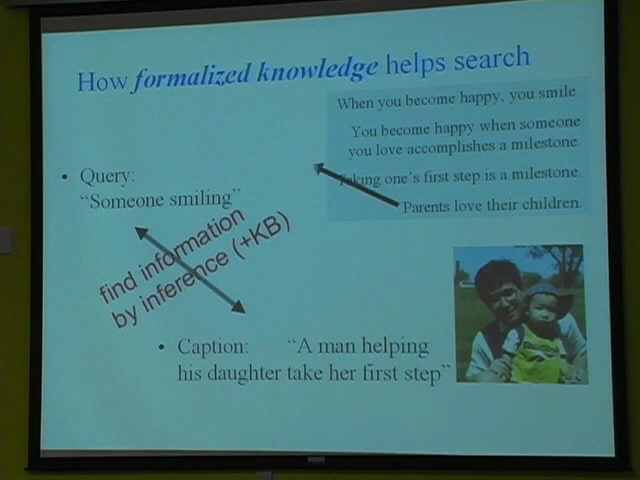 How formalized knowledge helps search
When you become happy, you smile.
You become happy when someone
you love accomplishes a milestone.
Taking one's first step is a milestone.
Parents love their children.
• Query:
“Someone smiling”
find information
by inference (+KB)
• Caption: “A man helping
his daughter take her first step”